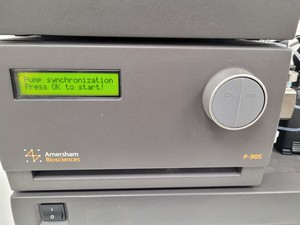 Pump synchronization
Press OK to start!
Amersham
Biosciences
P-905